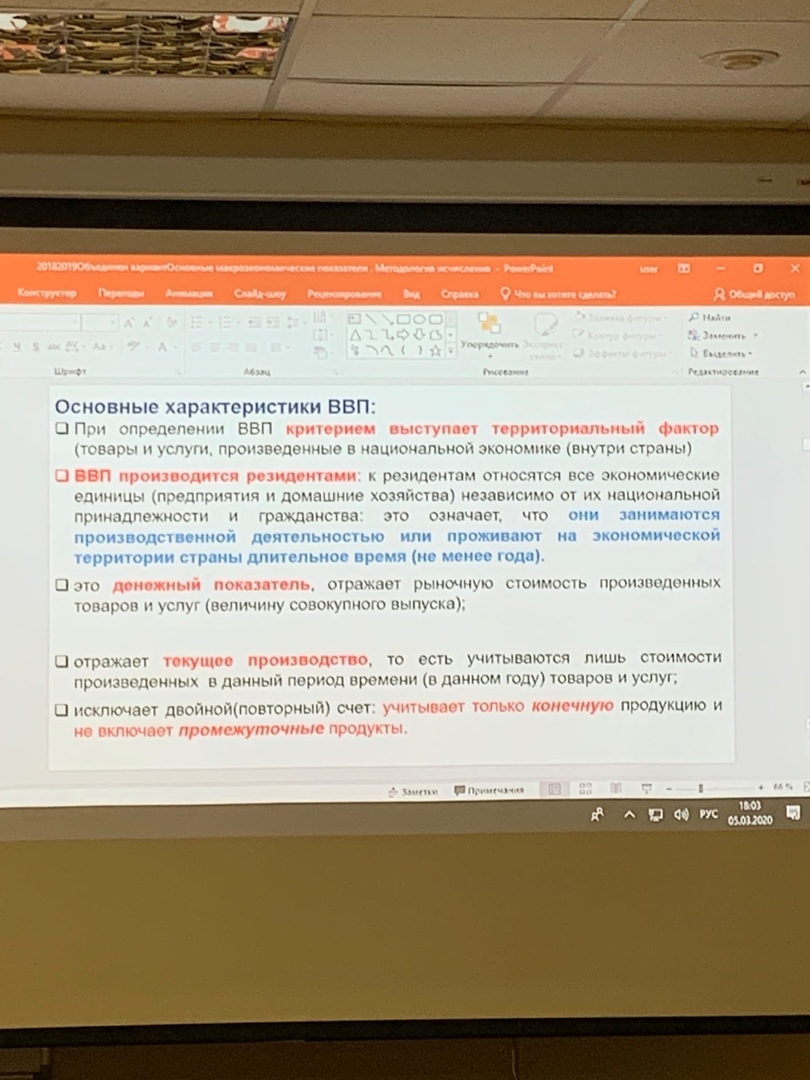 20182019Объединен вариантОсновные макроэкономические показатели . Методология исчисления - PowerPoint user
Конструктор Переходы Анимация Слайд-шоу Рецензирование Вид Справка Что вы хотите сделать? Общий доступ
Заливка фигуры Найти
Ч S abc AV Aa A Упорядочить Экспресс-стили Контур фигуры Заменить
Эффекты фигуры Выделить
Шрифт Абзац Рисование Редактирование
Основные характеристики ВВП:
❑ При определении ВВП критерием выступает территориальный фактор
(товары и услуги, произведенные в национальной экономике (внутри страны)
❑ ВВП производится резидентами: к резидентам относятся все экономические
единицы (предприятия и домашние хозяйства) независимо от их национальной
принадлежности и гражданства: это означает, что они занимаются
производственной деятельностью или проживают на экономической
территории страны длительное время (не менее года).
❑ это денежный показатель, отражает рыночную стоимость произведенных
товаров и услуг (величину совокупного выпуска);
❑ отражает текущее производство, то есть учитываются лишь стоимости
произведенных в данный период времени (в данном году) товаров и услуг;
❑ исключает двойной(повторный) счет: учитывает только конечную продукцию и
не включает промежуточные продукты.
Заметки Примечания - + 66 %
РУС 18:03
05.03.2020